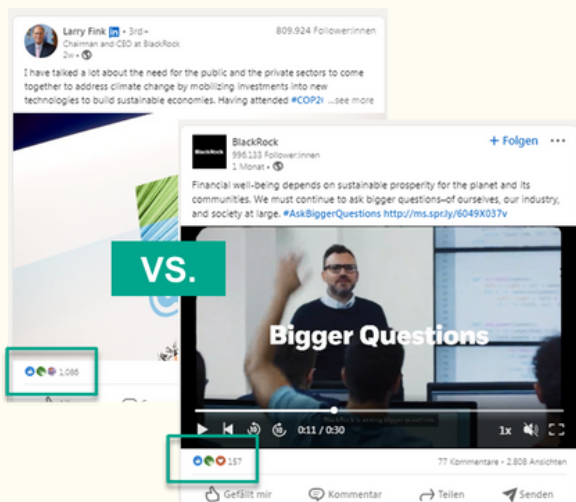 Larry Fink in • 3rd+
809.924 Follower:innen
Chairman and CEO at BlackRock
2w •
I have talked a lot about the need for the public and the private sectors to come
together to address climate change by mobilizing investments into new
technologies to build sustainable economies. Having attended #COP2 ...see more
VS.
1,086
BlackRock
BlackRock
+ Folgen
996.133 Follower:innen
1 Monat •
Financial well-being depends on sustainable prosperity for the planet and its
communities. We must continue to ask bigger questions–of ourselves, our industry,
and society at large. #AskBiggerQuestions http://ms.spr.ly/6049X037v
Bigger Questions
0:11 / 0:30
1x
157
77 Kommentare • 2.808 Ansichten
Gefällt mir
Kommentar
Teilen
Senden